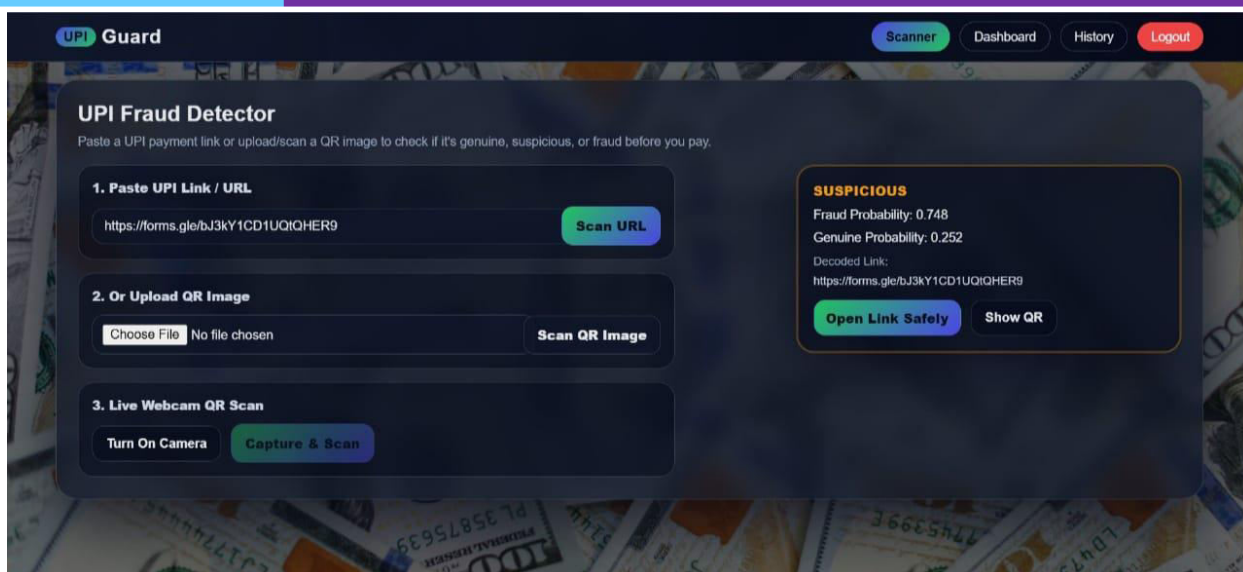 UPI Guard
Scanner Dashboard History Logout
UPI Fraud Detector
Paste a UPI payment link or upload/scan a QR image to check if it's genuine, suspicious, or fraud before you pay.
1. Paste UPI Link / URL
https://forms.gle/bJ3kY1CD1UQtQHER9 Scan URL
2. Or Upload QR Image
Choose File No file chosen Scan QR Image
3. Live Webcam QR Scan
Turn On Camera Capture & Scan
SUSPICIOUS
Fraud Probability: 0.748
Genuine Probability: 0.252
Decoded Link:
https://forms.gle/bJ3kY1CD1UQtQHER9
Open Link Safely Show QR